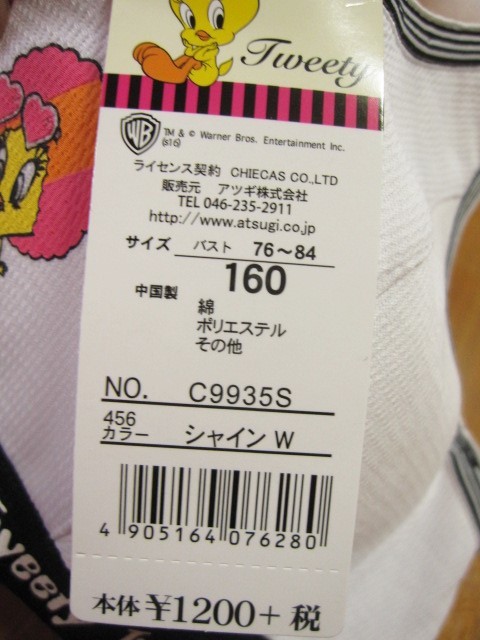 Tweety
WB
TM & © Warner Bros. Entertainment Inc.
(s16)
ライセンス契約 CHIECAS CO.,LTD
販売元 アツギ株式会社
TEL 046-235-2911
http://www.atsugi.co.jp
サイズ バスト 76～84
160
中国製
綿
ポリエステル
その他
NO. C9935S
456
カラー シャイン W
4 905164 076280
本体 ¥1200+ 税